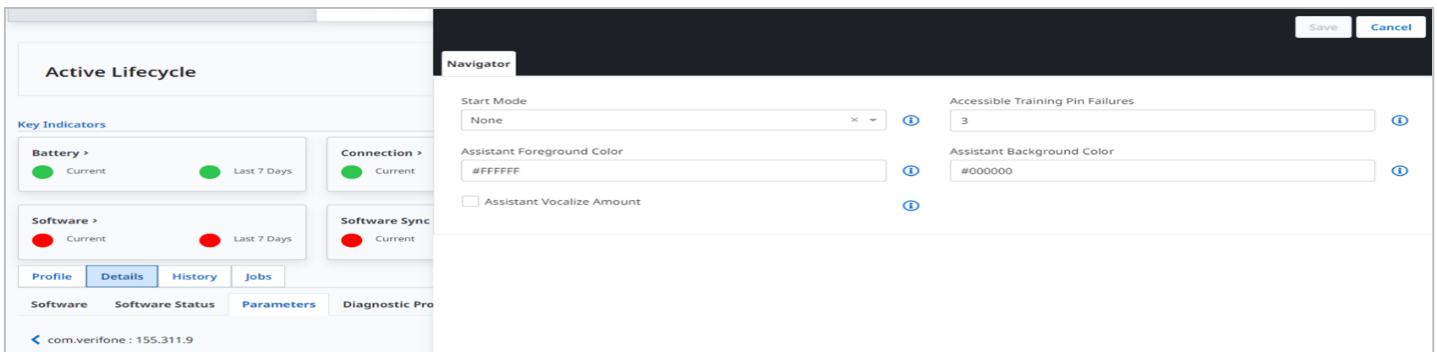 Save Cancel
Navigator
Active Lifecycle
Key Indicators
Battery ›
Current Last 7 Days
Connection ›
Current
Software ›
Current Last 7 Days
Software Sync
Current
Profile Details History Jobs
Software Software Status Parameters Diagnostic Pro
com.verifone : 155.311.9
Start Mode
None
Accessible Training Pin Failures
3
Assistant Foreground Color
#FFFFFF
Assistant Background Color
#000000
Assistant Vocalize Amount